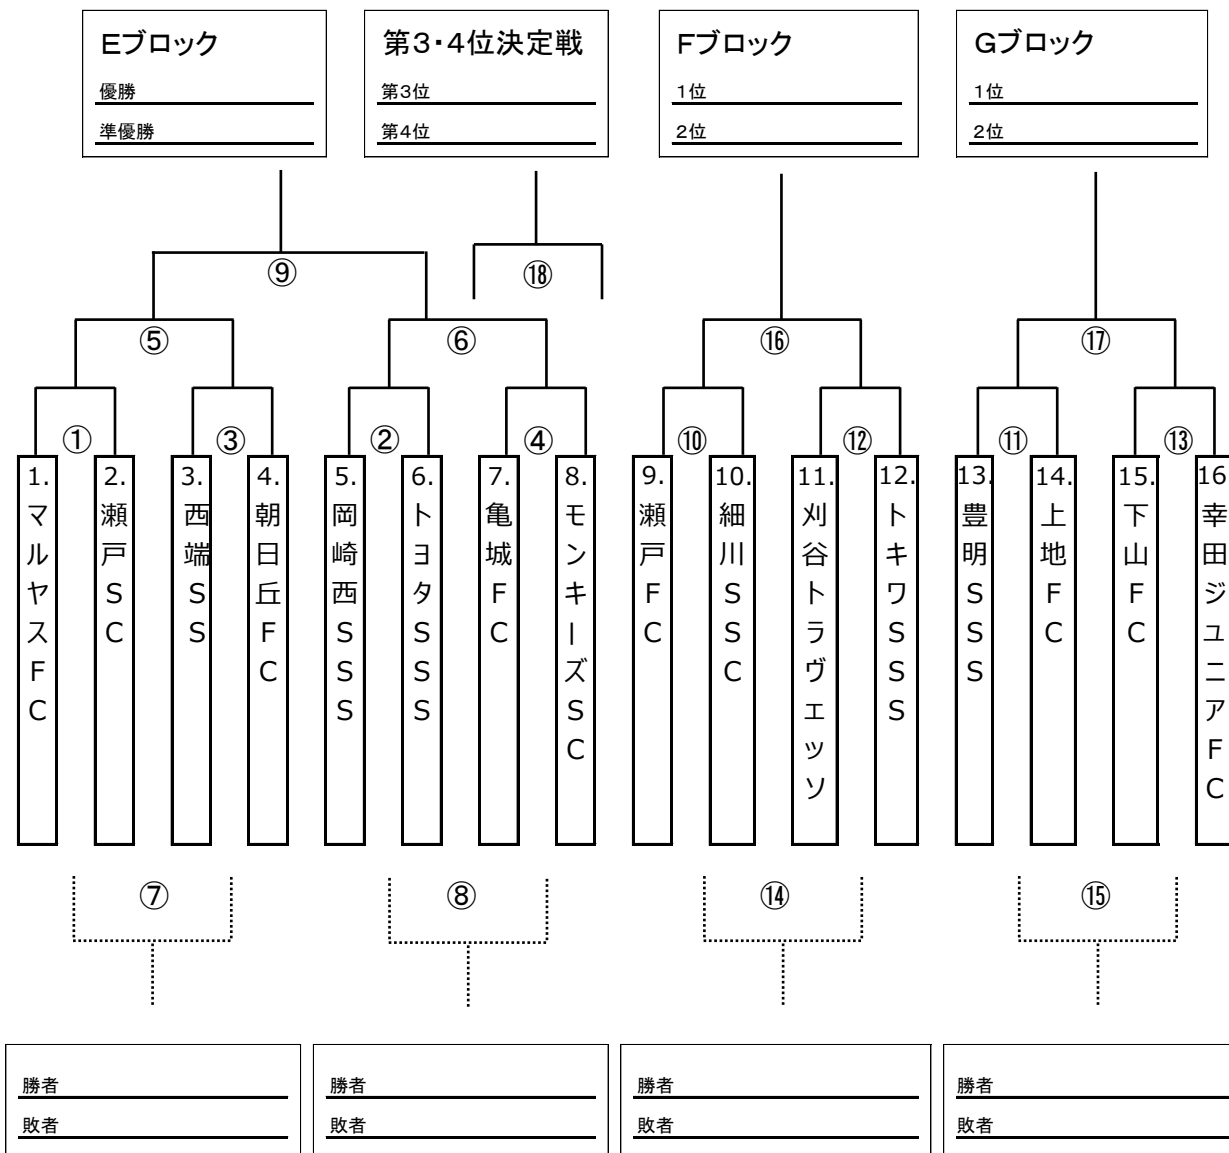 Eブロック
優勝
準優勝
第3・4位決定戦
第3位
第4位
Fブロック
1位
2位
Gブロック
1位
2位
⑨
⑱
⑤
⑥
⑯
⑰
①
③
②
④
⑩
⑫
⑪
⑬
1.マルヤスFC
2.瀬戸SC
3.西端SS
4.朝日丘FC
5.岡崎西SSS
6.トヨタSSS
7.亀城FC
8.モンキーズSC
9.瀬戸FC
10.細川SSC
11.刈谷トラヴェッソ
12.トキワSSS
13.豊明SSS
14.上地FC
15.下山FC
16幸田ジュニアFC
⑦
⑧
⑭
⑮
勝者
敗者
勝者
敗者
勝者
敗者
勝者
敗者